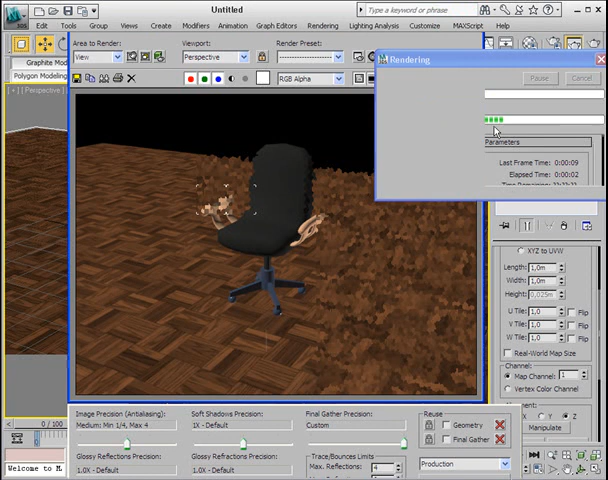 Untitled
Type a keyword or phrase
3DS
Edit
Tools
Group
Views
Create
Modifiers
Animation
Graph Editors
Rendering
Lighting Analysis
Customize
MAXScript
Help
Area to Render:
Viewport:
Render Preset:
View
Perspective
Graphite Mod
Polygon Modeling
RGB Alpha
[ + ] [ Perspective ]
Rendering
Pause
Cancel
Parameters
Last Frame Time: 0:00:09
Elapsed Time: 0:00:02
XYZ to UVW
Length: 1,0m
Width: 1,0m
Height: 0,025m
U Tile: 1,0 Flip
V Tile: 1,0 Flip
W Tile: 1,0 Flip
Real-World Map Size
Channel:
Map Channel: 1
Vertex Color Channel
X Y Z
Manipulate
0 / 100
Welcome to M
Image Precision (Antialiasing):
Medium: Min 1/4, Max 4
Soft Shadows Precision:
1X - Default
Final Gather Precision:
Custom
Reuse
Geometry
Final Gather
Glossy Reflections Precision:
1.0X - Default
Glossy Refractions Precision:
1.0X - Default
Trace/Bounces Limits
Max. Reflections: 4
Production